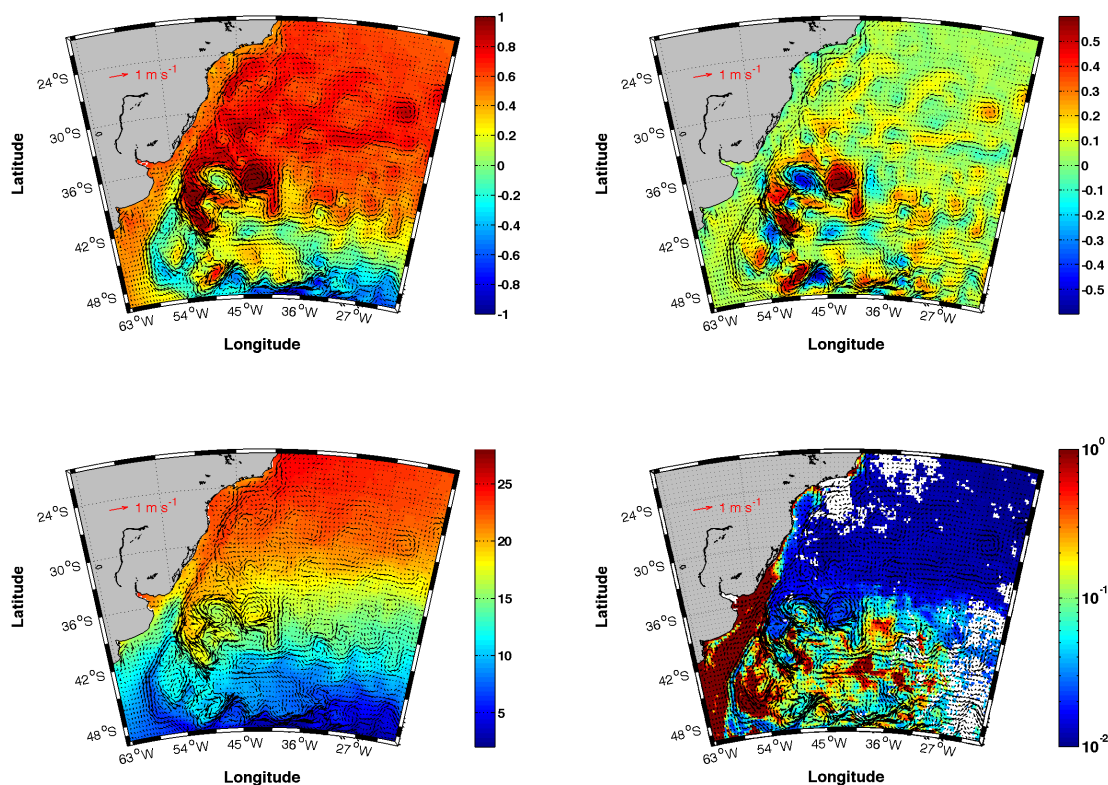 1
0.8
0.6
0.4
0.2
0
-0.2
-0.4
-0.6
-0.8
-1
24°S
30°S
36°S
42°S
48°S
63°W
54°W
45°W
36°W
27°W
Latitude
Longitude
1 m s⁻¹
0.5
0.4
0.3
0.2
0.1
0
-0.1
-0.2
-0.3
-0.4
-0.5
24°S
30°S
36°S
42°S
48°S
63°W
54°W
45°W
36°W
27°W
Latitude
Longitude
1 m s⁻¹
25
20
15
10
5
24°S
30°S
36°S
42°S
48°S
63°W
54°W
45°W
36°W
27°W
Latitude
Longitude
1 m s⁻¹
10⁰
10⁻¹
10⁻²
24°S
30°S
36°S
42°S
48°S
63°W
54°W
45°W
36°W
27°W
Latitude
Longitude
1 m s⁻¹